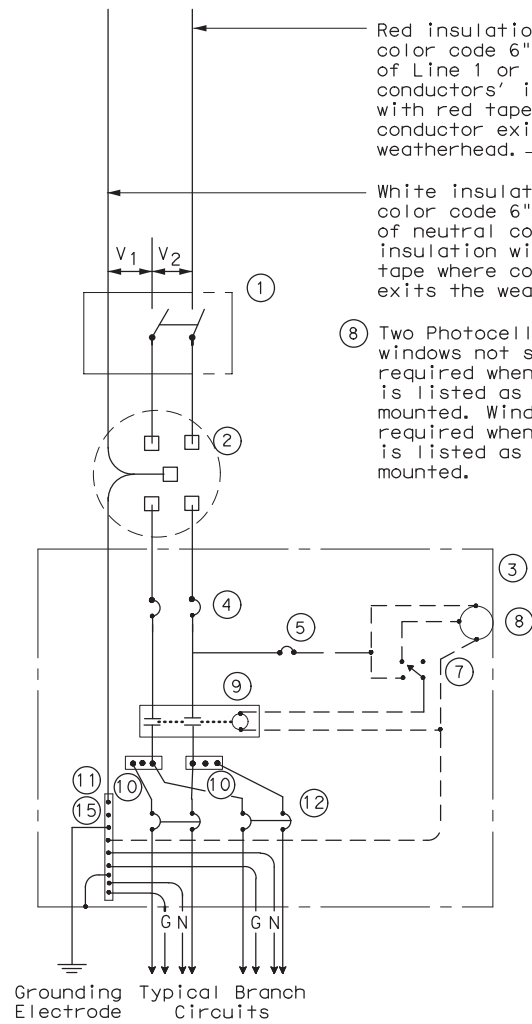 Red insulatio
color code 6"
of Line 1 or
conductors' i
with red tape
conductor exi
weatherhead.
White insulat
color code 6"
of neutral co
insulation wi
tape where co
exits the wea
V1
V2
1
8 Two Photocell
windows not s
required when
is listed as
mounted. Wind
required when
is listed as
mounted.
2
3
4
5
8
7
9
11
10
10
15
12
G N
G N
Grounding Electrode
Typical Branch Circuits